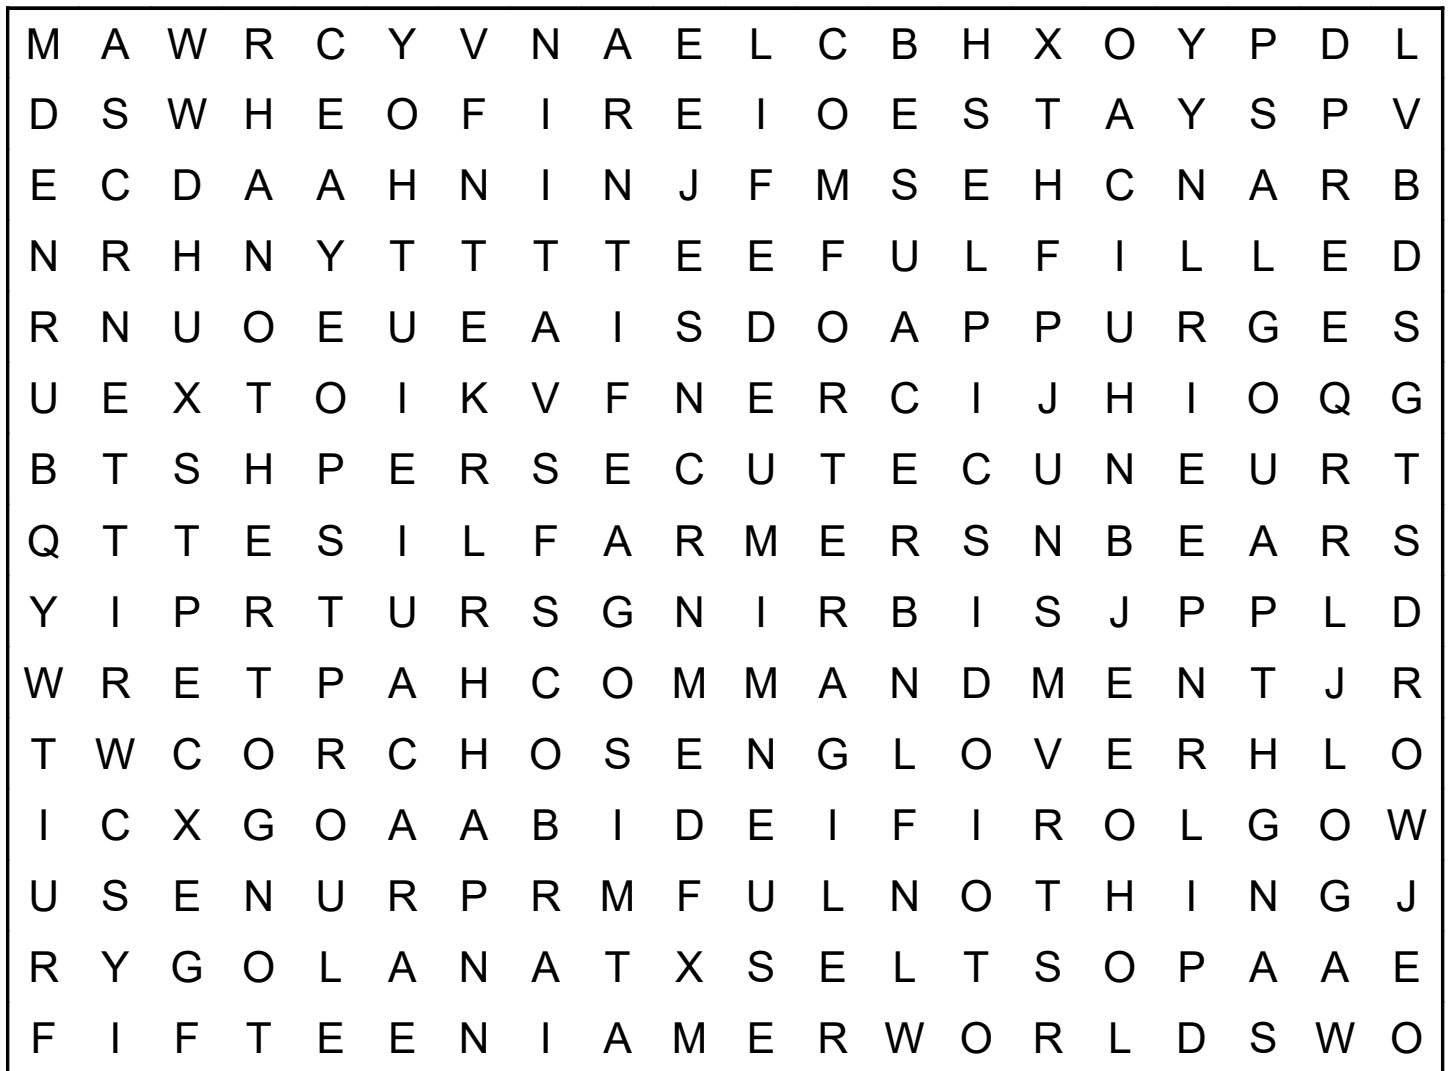 M A W R C Y V N A E L C B H X O Y P D L
D S W H E O F I R E I O E S T A Y S P V
E C D A A H N I N J F M S E H C N A R B
N R H N Y T T T T E E F U L F I L L E D
R N U O E U E A I S D O A P P U R G E S
U E X T O I K V F N E R C I J H I O Q G
B T S H P E R S E C U T E C U N E U R T
Q T T E S I L F A R M E R S N B E A R S
Y I P R T U R S G N I R B I S J P P L D
W R E T P A H C O M M A N D M E N T J R
T W C O R C H O S E N G L O V E R H L O
I C X G O A A B I D E I F I R O L G O W
U S E N U R P R M F U L N O T H I N G J
R Y G O L A N A T X S E L T S O P A A E
F I F T E E N I A M E R W O R L D S W O